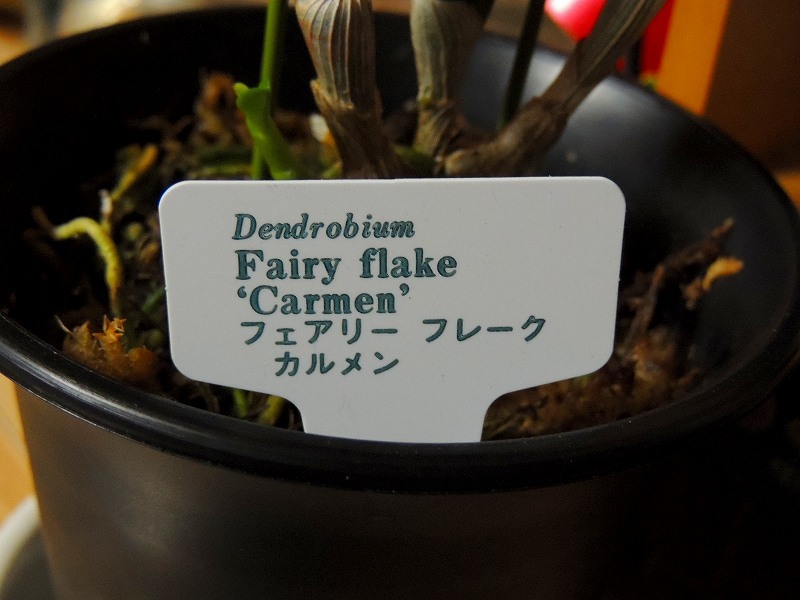 Dendrobium
Fairy flake
‘Carmen’
フェアリー フレーク
カルメン